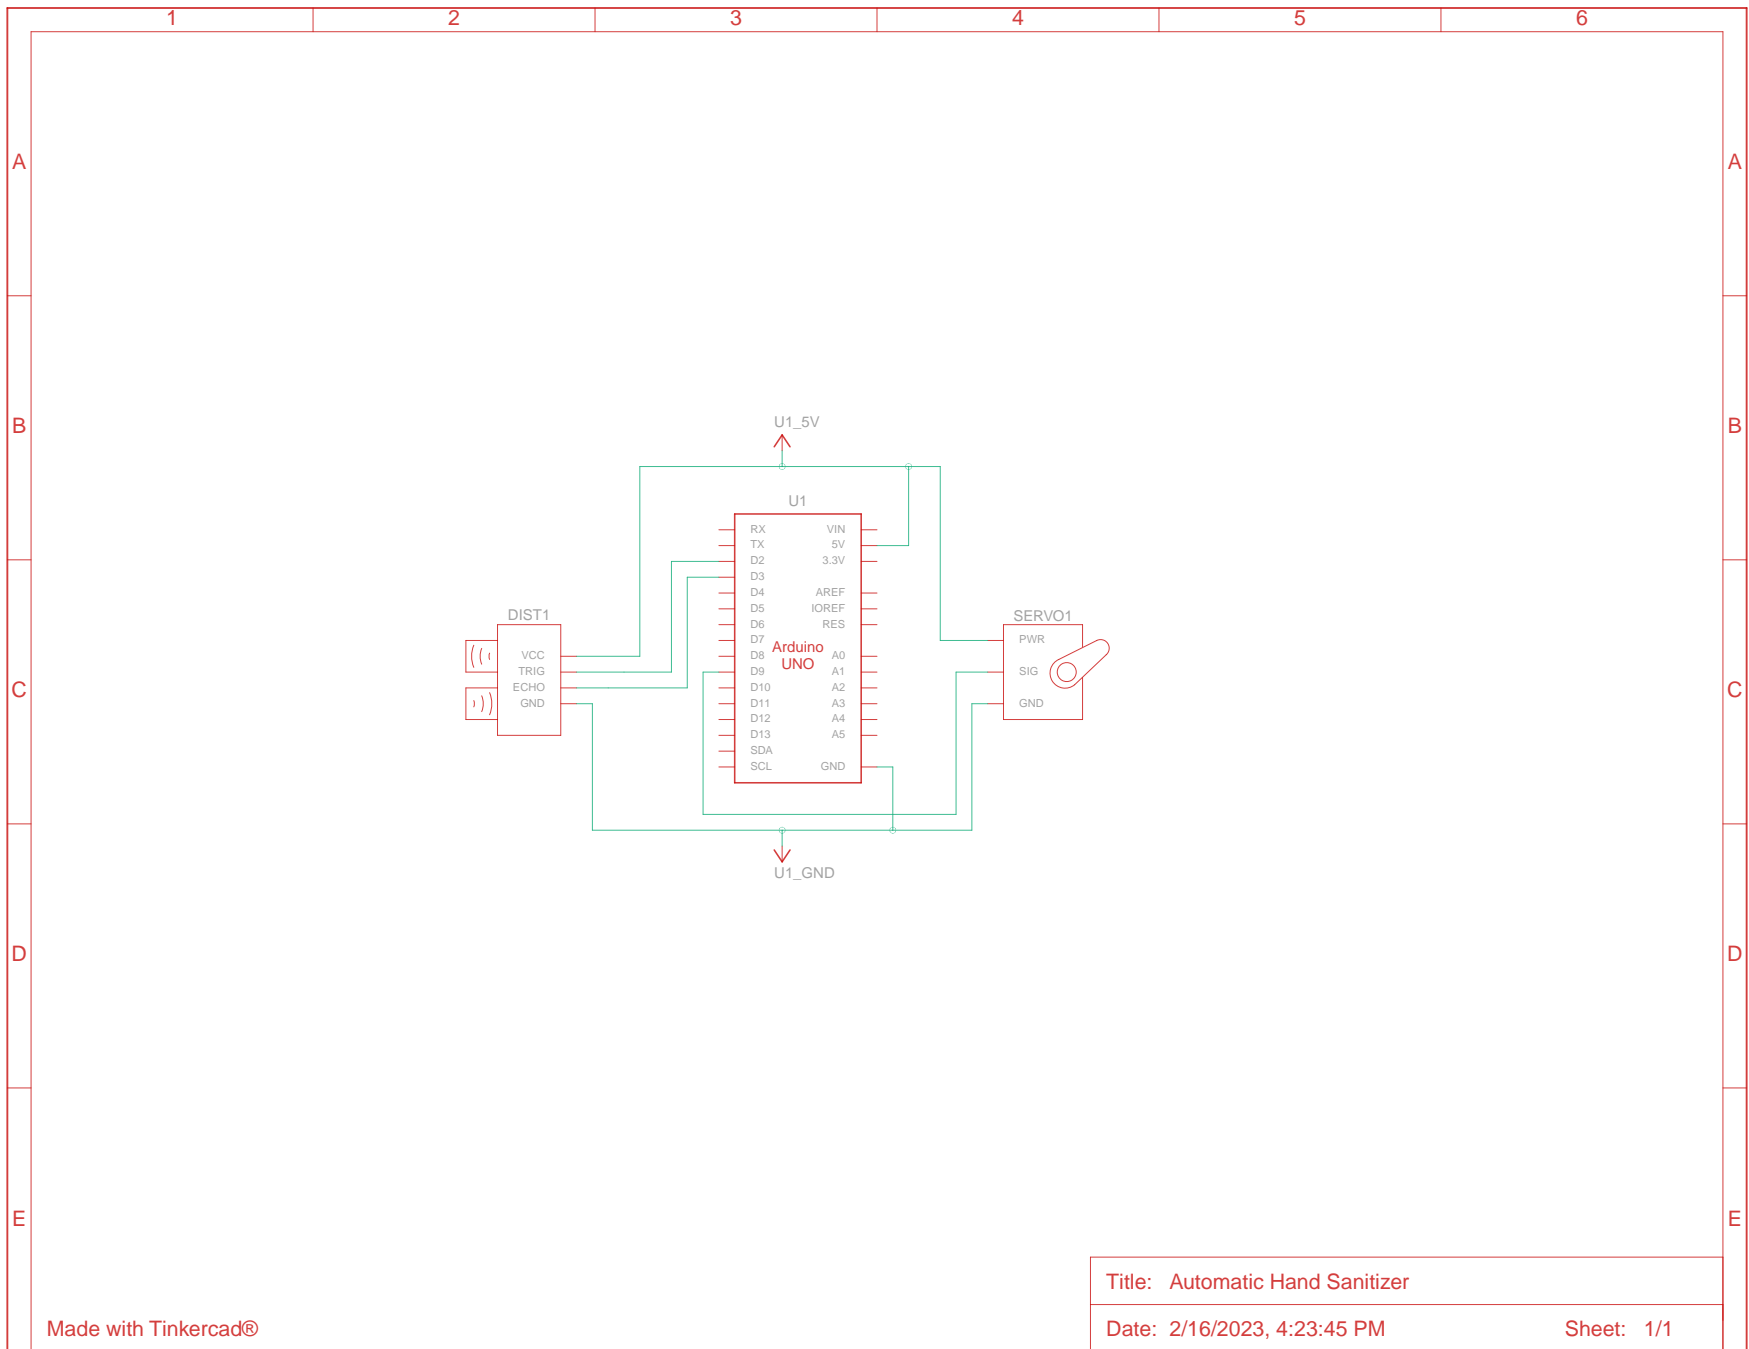 1 2 3 4 5 6
A A
B B
U1_5V
U1
RX VIN
TX 5V
D2 3.3V
D3
D4 AREF
D5 IOREF
D6 RES
D7
D8 A0
D9 A1
D10 A2
D11 A3
D12 A4
D13 A5
SDA
SCL GND
Arduino
UNO
DIST1
VCC
TRIG
ECHO
GND
SERVO1
PWR
SIG
GND
C C
U1_GND
D D
E E
Title: Automatic Hand Sanitizer
Made with Tinkercad®
Date: 2/16/2023, 4:23:45 PM Sheet: 1/1